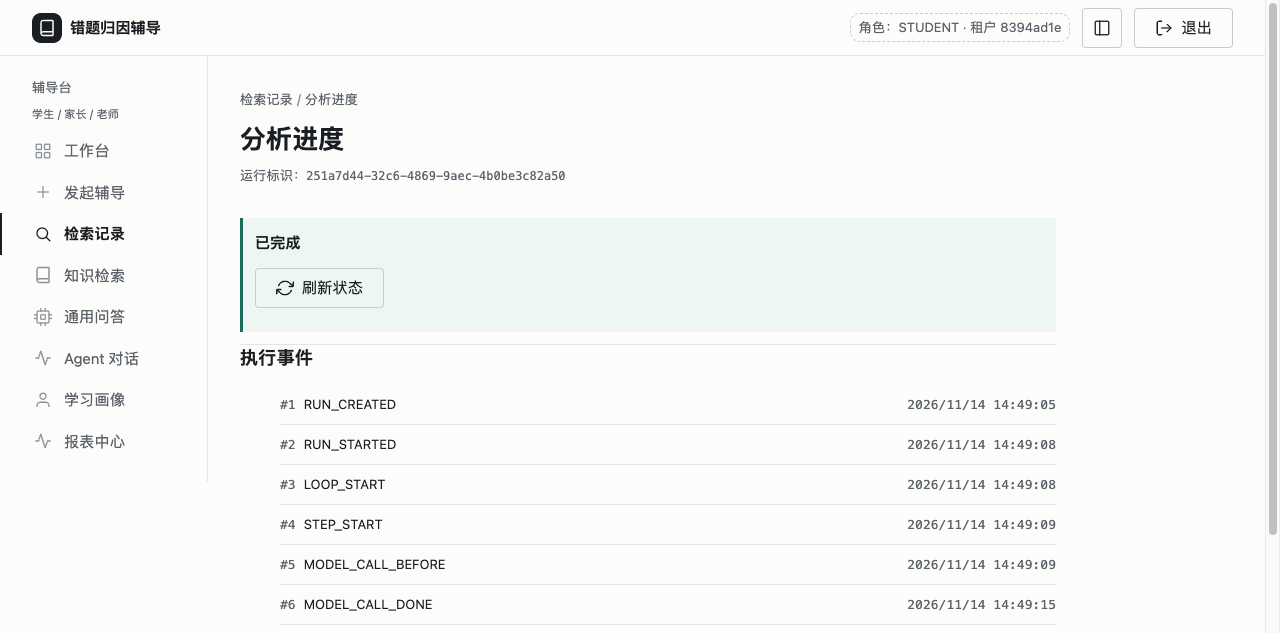 错题归因辅导
角色：STUDENT · 租户 8394ad1e
退出
辅导台
学生 / 家长 / 老师
工作台
发起辅导
检索记录
知识检索
通用问答
Agent 对话
学习画像
报表中心
检索记录 / 分析进度
分析进度
运行标识：251a7d44-32c6-4869-9aec-4b0be3c82a50
已完成
刷新状态
执行事件
#1 RUN_CREATED 2026/11/14 14:49:05
#2 RUN_STARTED 2026/11/14 14:49:08
#3 LOOP_START 2026/11/14 14:49:08
#4 STEP_START 2026/11/14 14:49:09
#5 MODEL_CALL_BEFORE 2026/11/14 14:49:09
#6 MODEL_CALL_DONE 2026/11/14 14:49:15